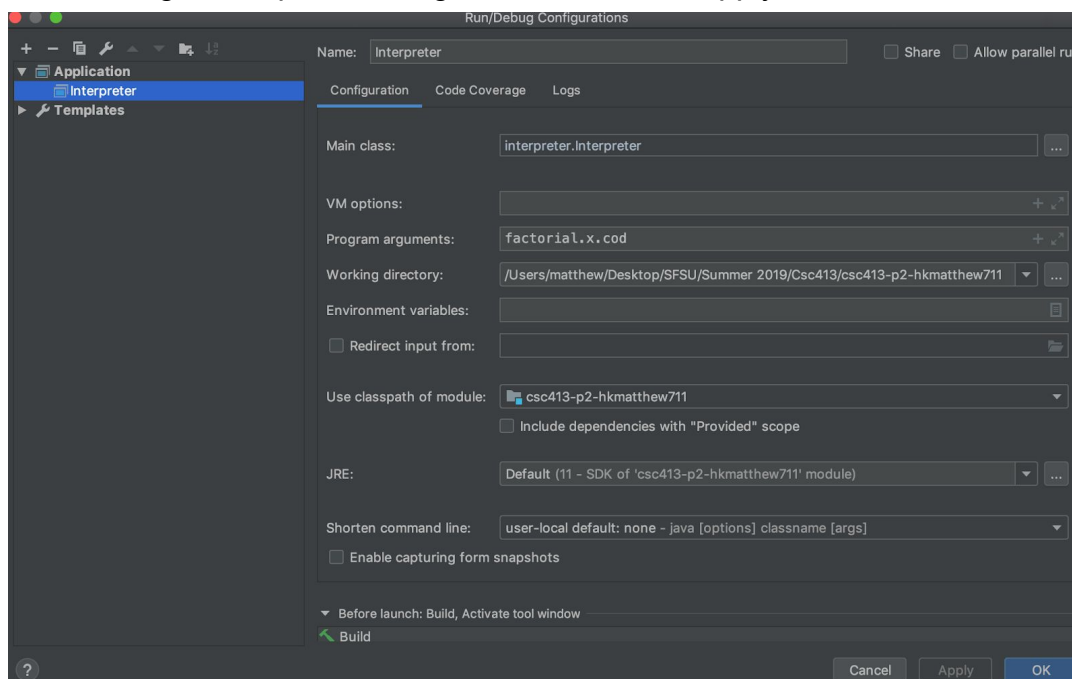 Run/Debug Configurations
Application
Interpreter
Templates
Name: Interpreter
Share Allow parallel ru
Configuration Code Coverage Logs
Main class: interpreter.Interpreter ...
VM options:
Program arguments: factorial.x.cod
Working directory: /Users/matthew/Desktop/SFSU/Summer 2019/Csc413/csc413-p2-hkmatthew711 ...
Environment variables:
Redirect input from:
Use classpath of module: csc413-p2-hkmatthew711
Include dependencies with "Provided" scope
JRE: Default (11 - SDK of 'csc413-p2-hkmatthew711' module) ...
Shorten command line: user-local default: none - java [options] classname [args]
Enable capturing form snapshots
Before launch: Build, Activate tool window
Build
? Cancel Apply OK